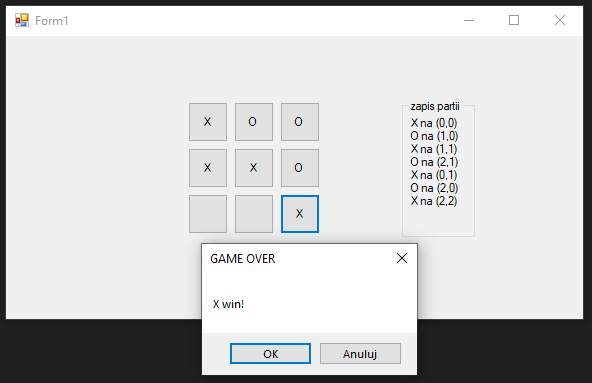 Form1
X O O
X X O
X
zapis partii
X na (0,0)
O na (1,0)
X na (1,1)
O na (2,1)
X na (0,1)
O na (2,0)
X na (2,2)
GAME OVER
X win!
OK Anuluj